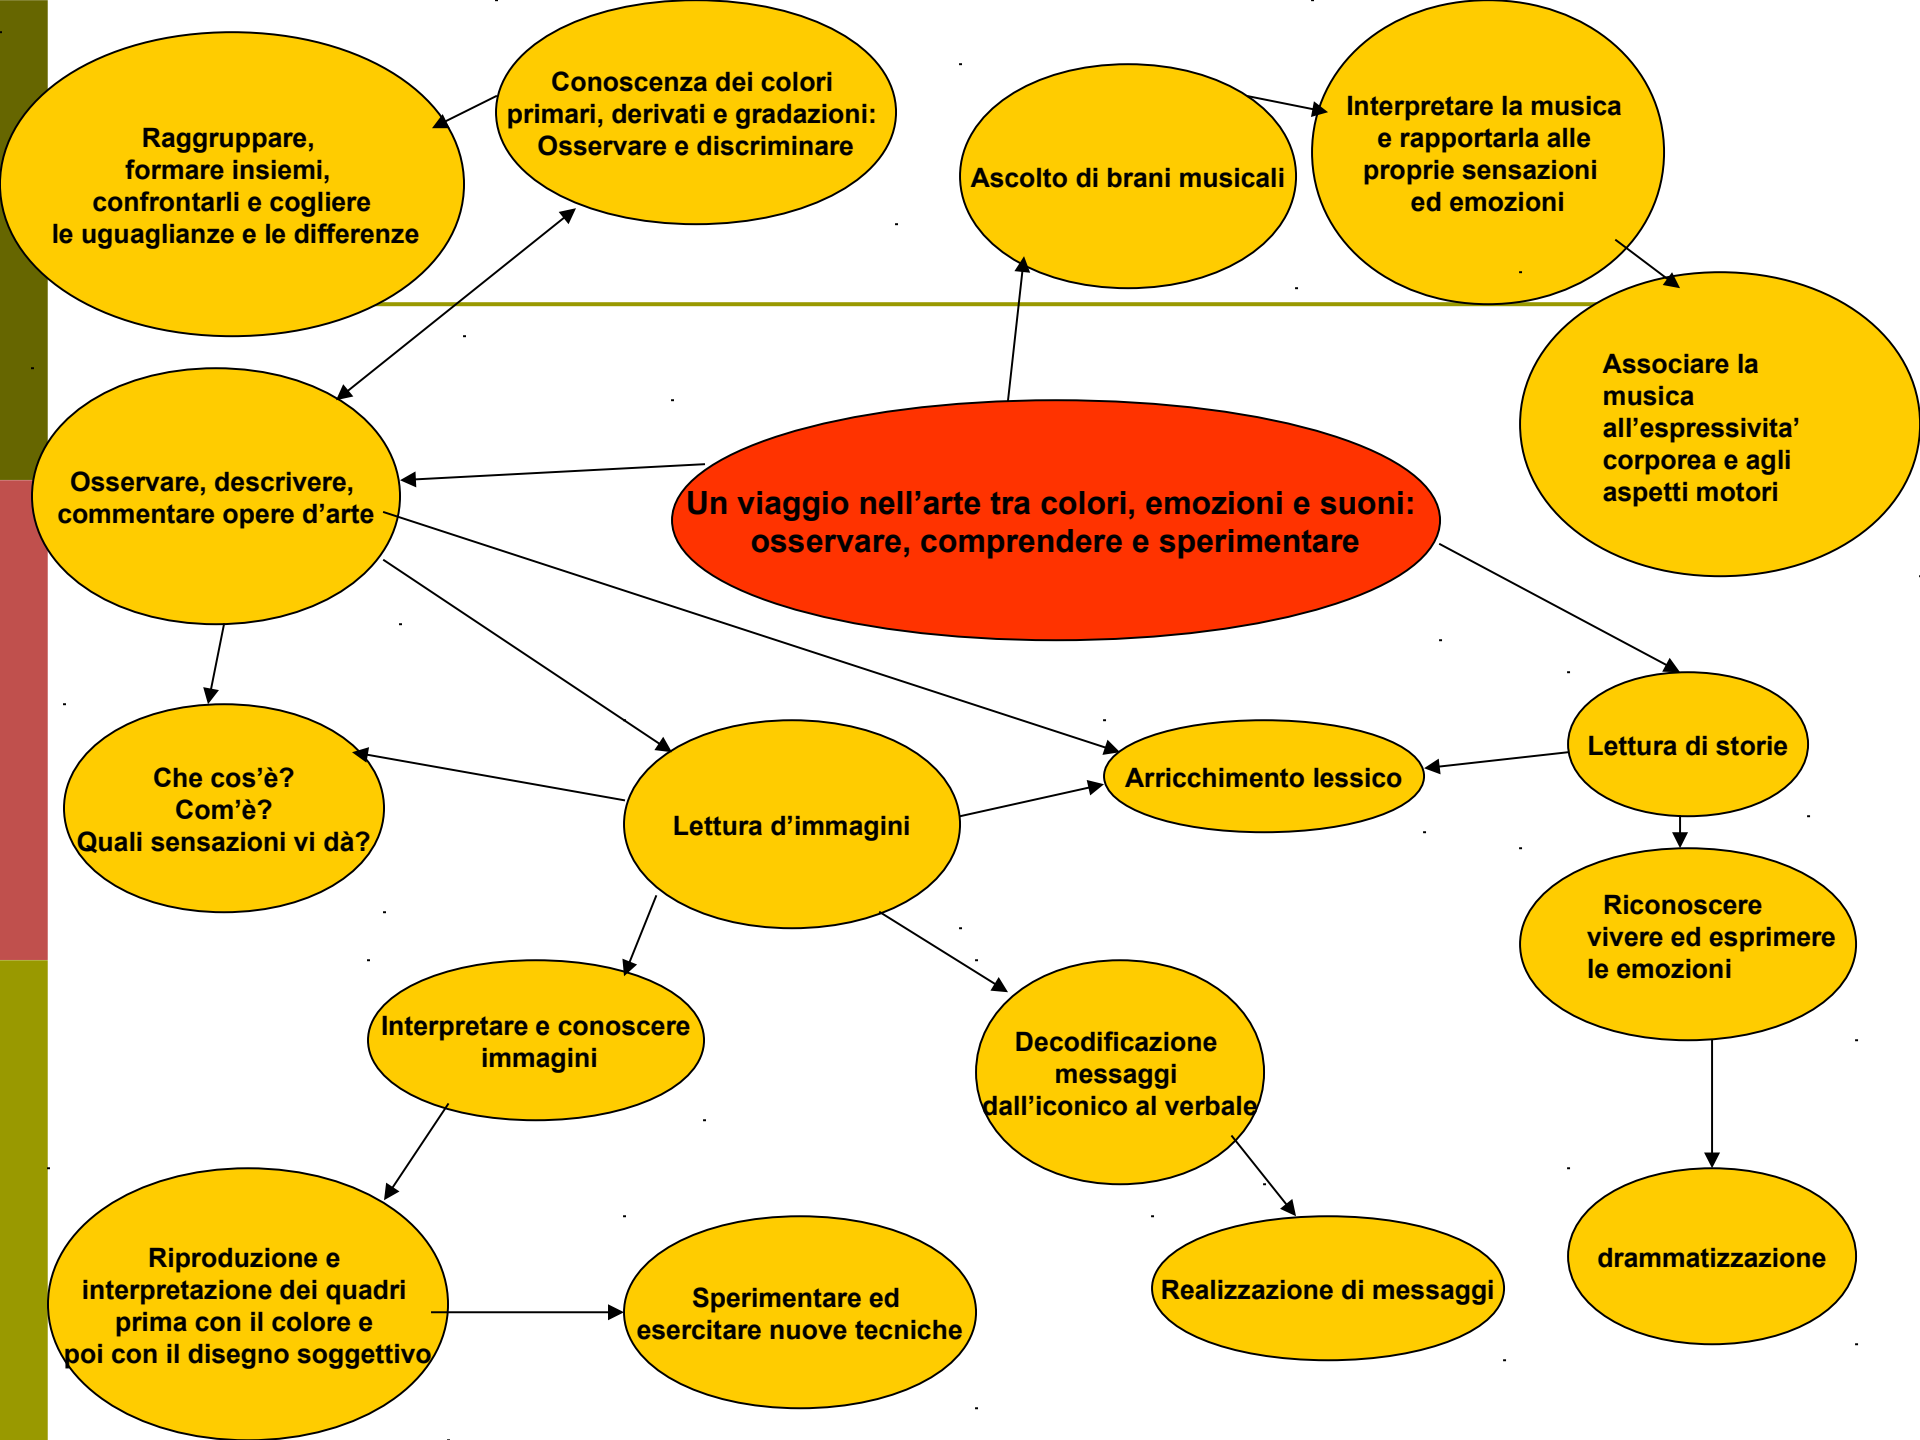 Conoscenza dei colori
primari, derivati e gradazioni:
Osservare e discriminare
Raggruppare,
formare insiemi,
confrontarli e cogliere
le uguaglianze e le differenze
Ascolto di brani musicali
Interpretare la musica
e rapportarla alle
proprie sensazioni
ed emozioni
Associare la
musica
all'espressivita’
corporea e agli
aspetti motori
Osservare, descrivere,
commentare opere d’arte
Un viaggio nell’arte tra colori, emozioni e suoni:
osservare, comprendere e sperimentare
Che cos'è?
Com’è?
Quali sensazioni vi dà?
Lettura d’immagini
Arricchimento lessico
Lettura di storie
Riconoscere
vivere ed esprimere
le emozioni
Interpretare e conoscere
immagini
Decodificazione
messaggi
dall’iconico al verbale
Riproduzione e
interpretazione dei quadri
prima con il colore e
poi con il disegno soggettivo
Sperimentare ed
esercitare nuove tecniche
Realizzazione di messaggi
drammatizzazione